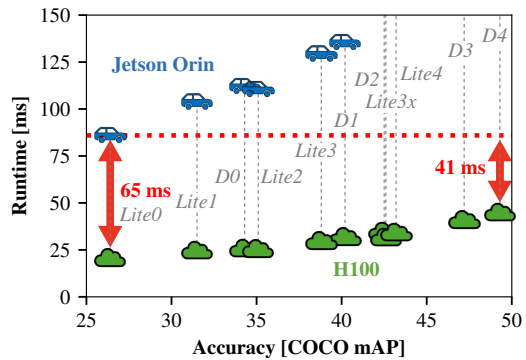 Runtime [ms]
150
125
100
75
50
25
0
Jetson Orin
D3
D4
D2
Lite4
Lite3x
D1
Lite3
D0
Lite2
Lite1
Lite0
65 ms
41 ms
H100
25
30
35
40
45
50
Accuracy [COCO mAP]